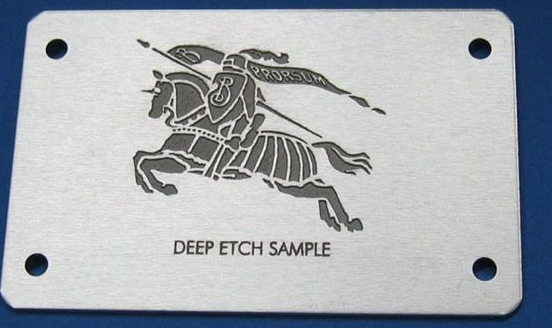 B
PRORSUM
B
DEEP ETCH SAMPLE